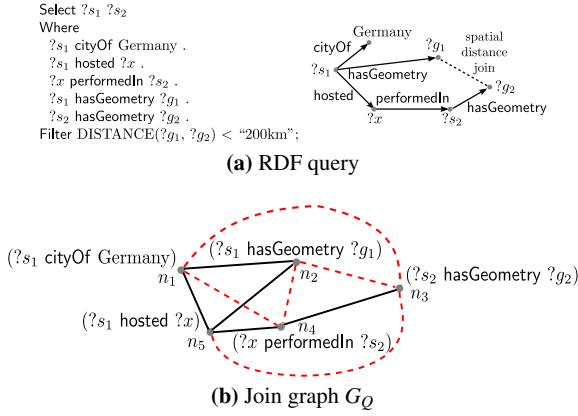 Select ?s₁ ?s₂
Where
?s₁ cityOf Germany .
?s₁ hosted ?x .
?x performedIn ?s₂ .
?s₁ hasGeometry ?g₁ .
?s₂ hasGeometry ?g₂ .
Filter DISTANCE(?g₁, ?g₂) < “200km”;
Germany
cityOf
?s₁
hasGeometry
?g₁
spatial
distance
join
?g₂
hosted
performedIn
hasGeometry
?x
?s₂
(a) RDF query
(?s₁ cityOf Germany)
n₁
(?s₁ hasGeometry ?g₁)
n₂
(?s₂ hasGeometry ?g₂)
n₃
(?s₁ hosted ?x)
n₅
n₄
(?x performedIn ?s₂)
(b) Join graph G_Q